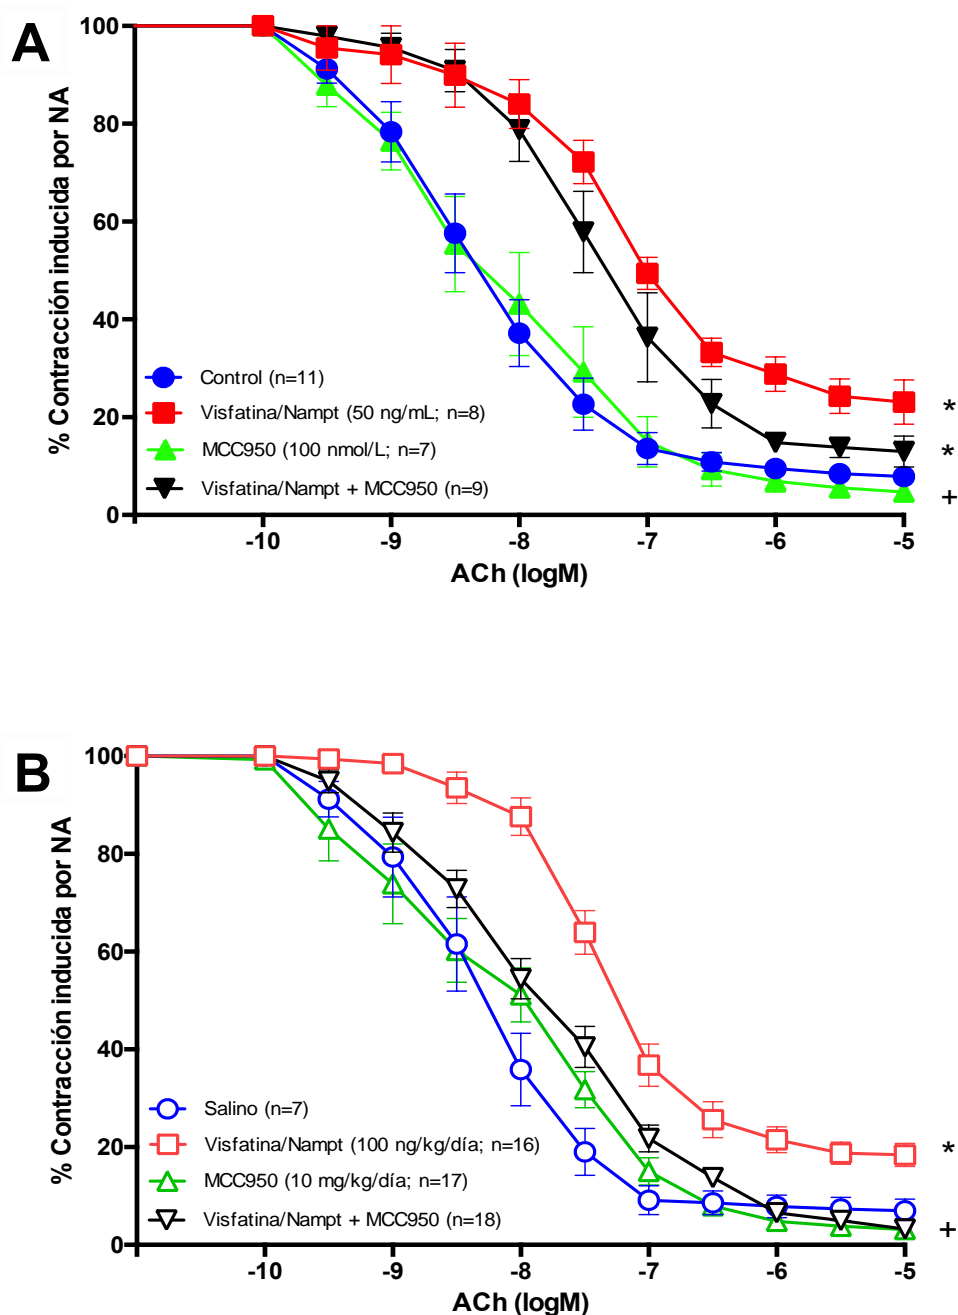 A
% Contracción inducida por NA
100
80
60
40
20
0
Control (n=11)
Visfatina/Nampt (50 ng/mL; n=8)
MCC950 (100 nmol/L; n=7)
Visfatina/Nampt + MCC950 (n=9)
*
*
+
-10 -9 -8 -7 -6 -5
ACh (logM)
B
% Contracción inducida por NA
100
80
60
40
20
0
Salino (n=7)
Visfatina/Nampt (100 ng/kg/día; n=16)
MCC950 (10 mg/kg/día; n=17)
Visfatina/Nampt + MCC950 (n=18)
*
+
-10 -9 -8 -7 -6 -5
ACh (logM)